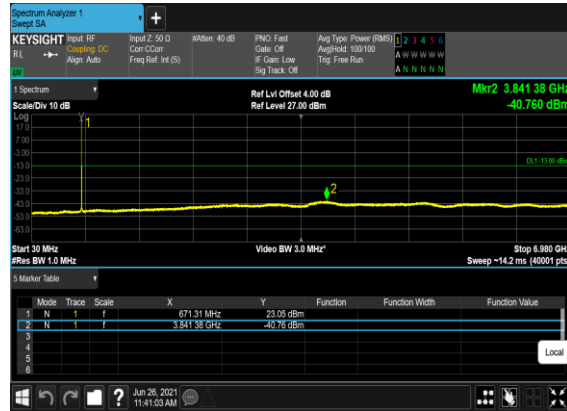 Spectrum Analyzer 1
Swept SA
+
KEYSIGHT Input: RF Input Z: 50 Ω #Atten: 40 dB PNO: Fast Avg Type: Power (RMS) 1 2 3 4 5 6
RL Coupling: DC Corr CCorr Gate: Off Avg|Hold: 100/100 A W W W W W
Align: Auto Freq Ref: Int (S) IF Gain: Low Trig: Free Run
Sig Track: Off A N N N N N
1 Spectrum Ref Lvl Offset 4.00 dB Mkr2 3.841 38 GHz
Scale/Div 10 dB Ref Level 27.00 dBm -40.760 dBm
Log
17.0
7.00
-3.00
-13.0 DL1 -13.00 dBm
-23.0
-33.0
-43.0
-53.0
-63.0
1
2
Start 30 MHz Video BW 3.0 MHz* Stop 6.980 GHz
#Res BW 1.0 MHz Sweep ~14.2 ms (40001 pts)
5 Marker Table
Mode Trace Scale X Y Function Function Width Function Value
1 N 1 f 671.31 MHz 23.05 dBm
2 N 1 f 3.841 38 GHz -40.76 dBm
3
4
5
6
Local
? Jun 26, 2021
11:41:03 AM